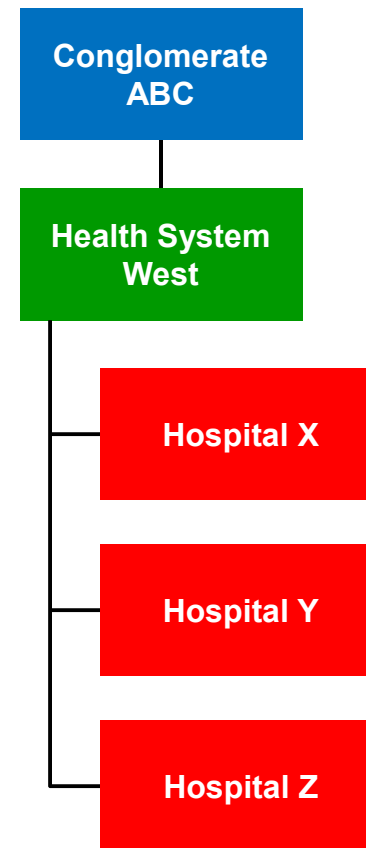 Conglomerate
ABC
Health System
West
Hospital X
Hospital Y
Hospital Z